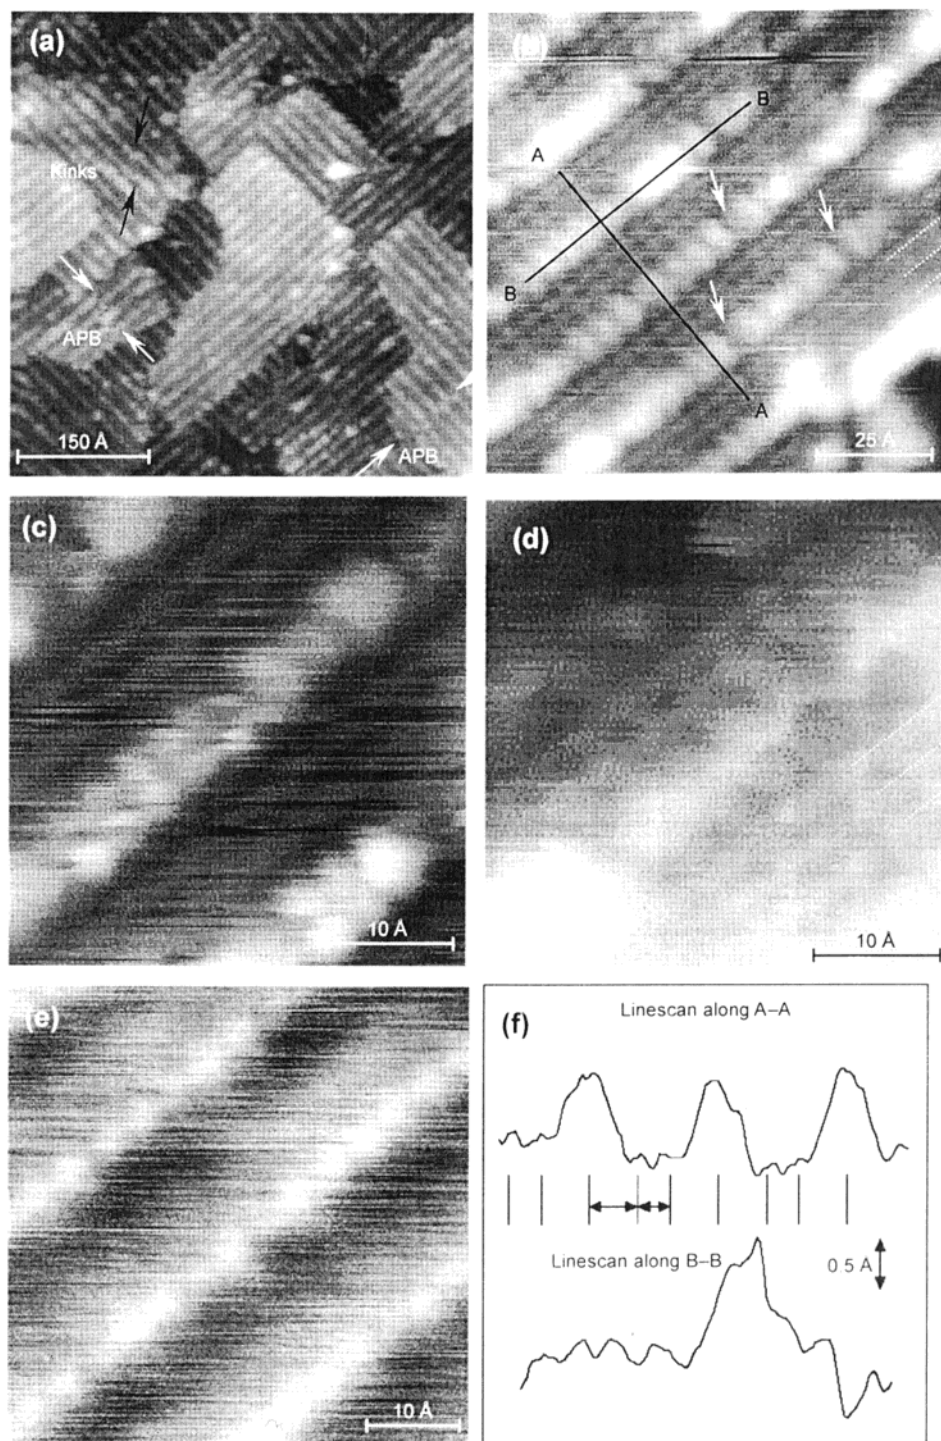 (a)
Kinks
APB
150 Å
APB
(b)
B
A
B
A
25 Å
(c)
10 Å
(d)
10 Å
(e)
10 Å
(f)
Linescan along A–A
Linescan along B–B
0.5 Å